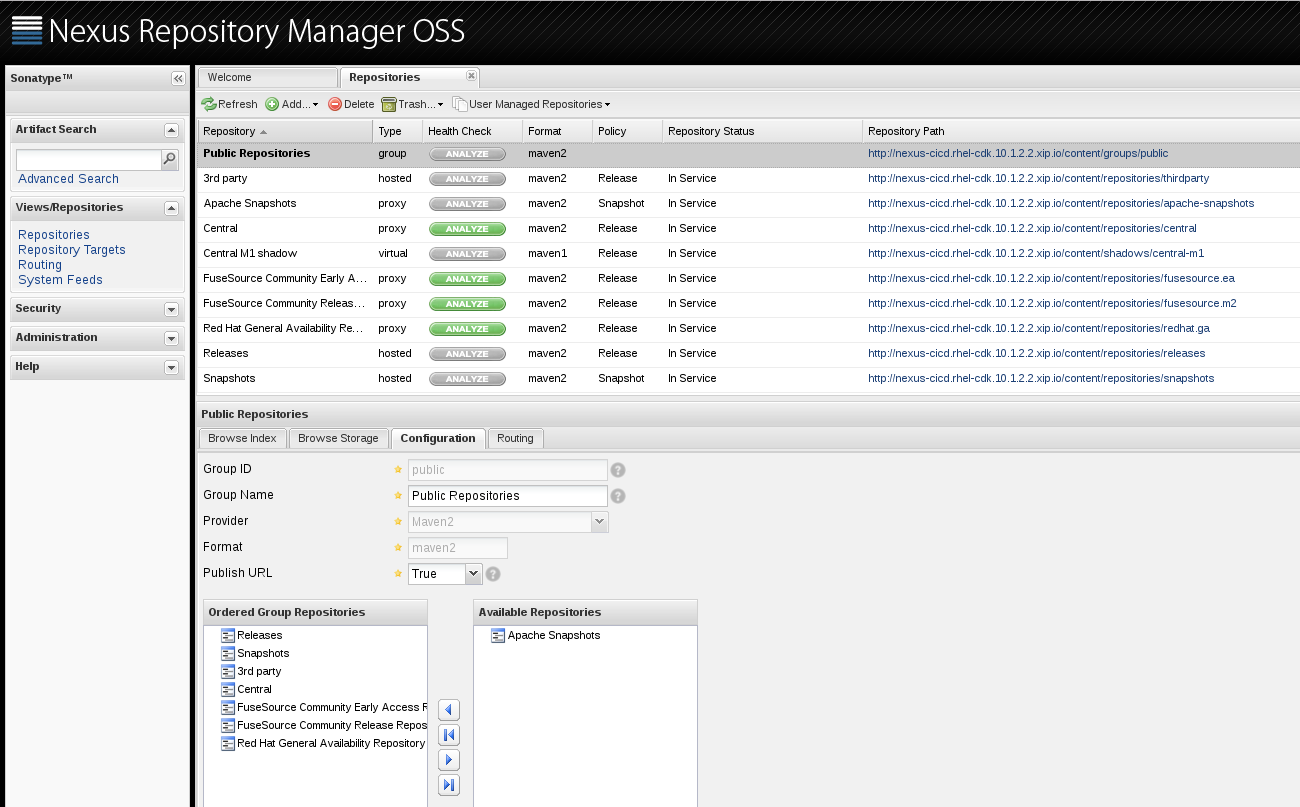 Nexus Repository Manager OSS
Sonatype™
Artifact Search
Advanced Search
Views/Repositories
Repositories
Repository Targets
Routing
System Feeds
Security
Administration
Help
Welcome Repositories
Refresh Add... Delete Trash... User Managed Repositories
Repository Type Health Check Format Policy Repository Status Repository Path
Public Repositories group ANALYZE maven2 http://nexus-cicd.rhel-cdk.10.1.2.2.xip.io/content/groups/public
3rd party hosted ANALYZE maven2 Release In Service http://nexus-cicd.rhel-cdk.10.1.2.2.xip.io/content/repositories/thirdparty
Apache Snapshots proxy ANALYZE maven2 Snapshot In Service http://nexus-cicd.rhel-cdk.10.1.2.2.xip.io/content/repositories/apache-snapshots
Central proxy ANALYZE maven2 Release In Service http://nexus-cicd.rhel-cdk.10.1.2.2.xip.io/content/repositories/central
Central M1 shadow virtual ANALYZE maven1 Release In Service http://nexus-cicd.rhel-cdk.10.1.2.2.xip.io/content/shadows/central-m1
FuseSource Community Early A... proxy ANALYZE maven2 Release In Service http://nexus-cicd.rhel-cdk.10.1.2.2.xip.io/content/repositories/fusesource.ea
FuseSource Community Releas... proxy ANALYZE maven2 Release In Service http://nexus-cicd.rhel-cdk.10.1.2.2.xip.io/content/repositories/fusesource.m2
Red Hat General Availability Re... proxy ANALYZE maven2 Release In Service http://nexus-cicd.rhel-cdk.10.1.2.2.xip.io/content/repositories/redhat.ga
Releases hosted ANALYZE maven2 Release In Service http://nexus-cicd.rhel-cdk.10.1.2.2.xip.io/content/repositories/releases
Snapshots hosted ANALYZE maven2 Snapshot In Service http://nexus-cicd.rhel-cdk.10.1.2.2.xip.io/content/repositories/snapshots
Public Repositories
Browse Index Browse Storage Configuration Routing
Group ID public
Group Name Public Repositories
Provider Maven2
Format maven2
Publish URL True
Ordered Group Repositories Available Repositories
Releases Apache Snapshots
Snapshots
3rd party
Central
FuseSource Community Early Access R
FuseSource Community Release Repos
Red Hat General Availability Repository